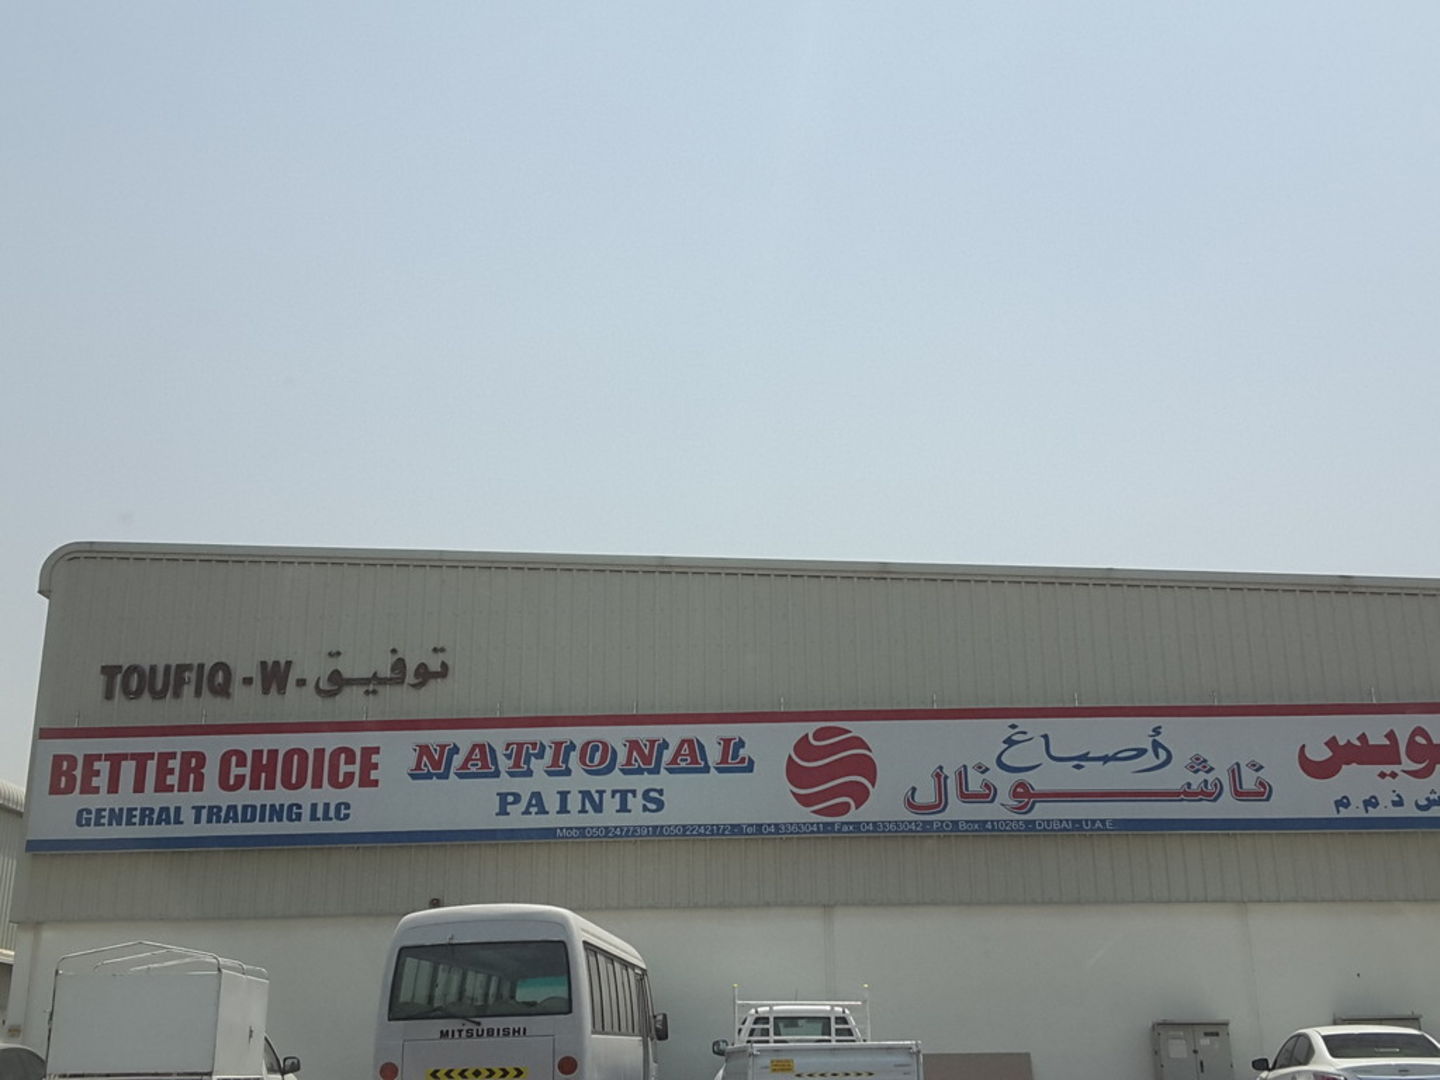 TOUFIQ - W - توفيق
BETTER CHOICE
GENERAL TRADING LLC
NATIONAL
PAINTS
أصباغ
ناشونال
ش ذ.م.م
Mob: 050 2477391 / 050 2242172 - Tel: 04 3363041 - Fax: 04 3363042 - P.O. Box: 410265 - DUBAI - U.A.E.
MITSUBISHI